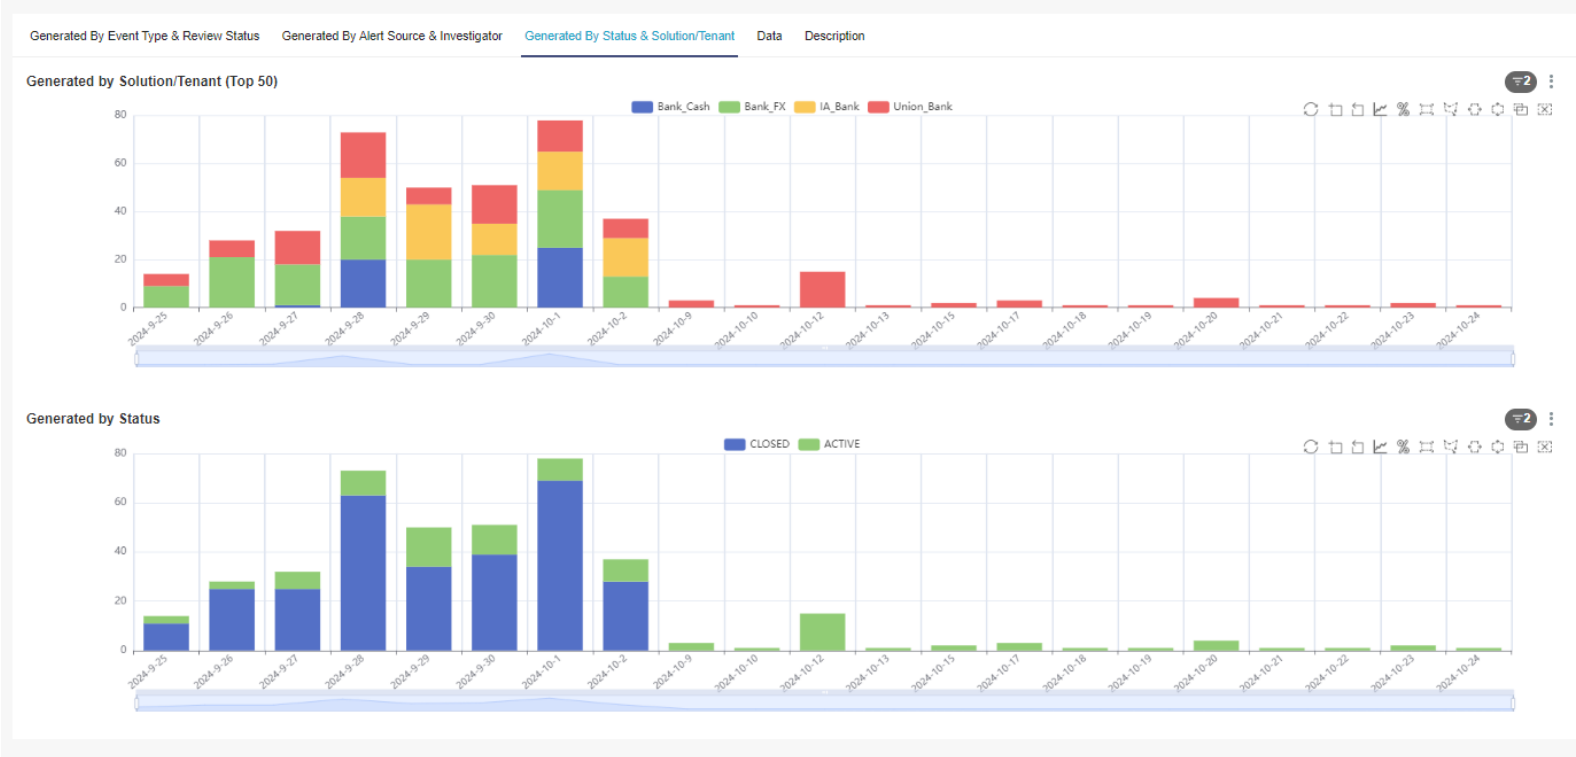 Generated By Event Type & Review Status Generated By Alert Source & Investigator Generated By Status & Solution/Tenant Data Description
Generated by Solution/Tenant (Top 50)
2
Bank_Cash Bank_FX IA_Bank Union_Bank
80
60
40
20
0
2024-9-25 2024-9-26 2024-9-27 2024-9-28 2024-9-29 2024-9-30 2024-10-1 2024-10-2 2024-10-9 2024-10-10 2024-10-12 2024-10-13 2024-10-15 2024-10-17 2024-10-18 2024-10-19 2024-10-20 2024-10-21 2024-10-22 2024-10-23 2024-10-24
Generated by Status
2
CLOSED ACTIVE
80
60
40
20
0
2024-9-25 2024-9-26 2024-9-27 2024-9-28 2024-9-29 2024-9-30 2024-10-1 2024-10-2 2024-10-9 2024-10-10 2024-10-12 2024-10-13 2024-10-15 2024-10-17 2024-10-18 2024-10-19 2024-10-20 2024-10-21 2024-10-22 2024-10-23 2024-10-24